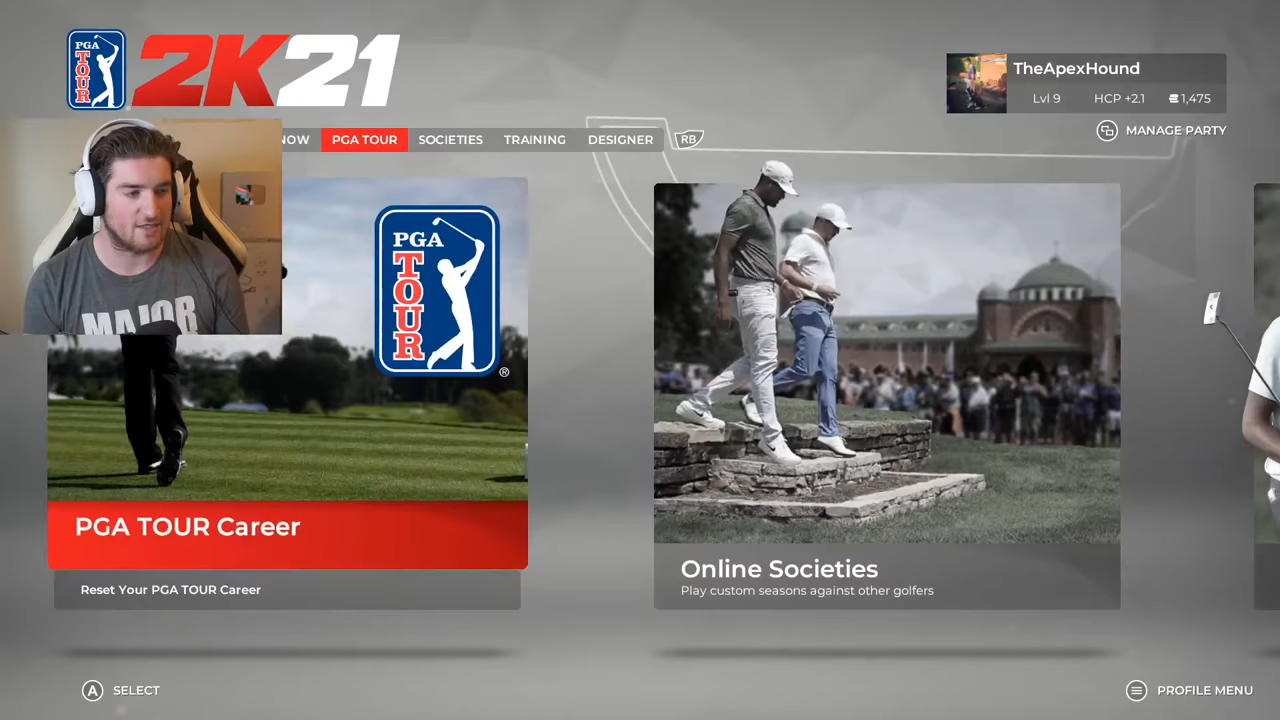 PGA TOUR 2K21
TheApexHound
Lvl 9 HCP +2.1 1,475
MANAGE PARTY
NOW PGA TOUR SOCIETIES TRAINING DESIGNER RB
PGA
TOUR
®
MAJOR
PGA TOUR Career
Reset Your PGA TOUR Career
Online Societies
Play custom seasons against other golfers
A SELECT
PROFILE MENU